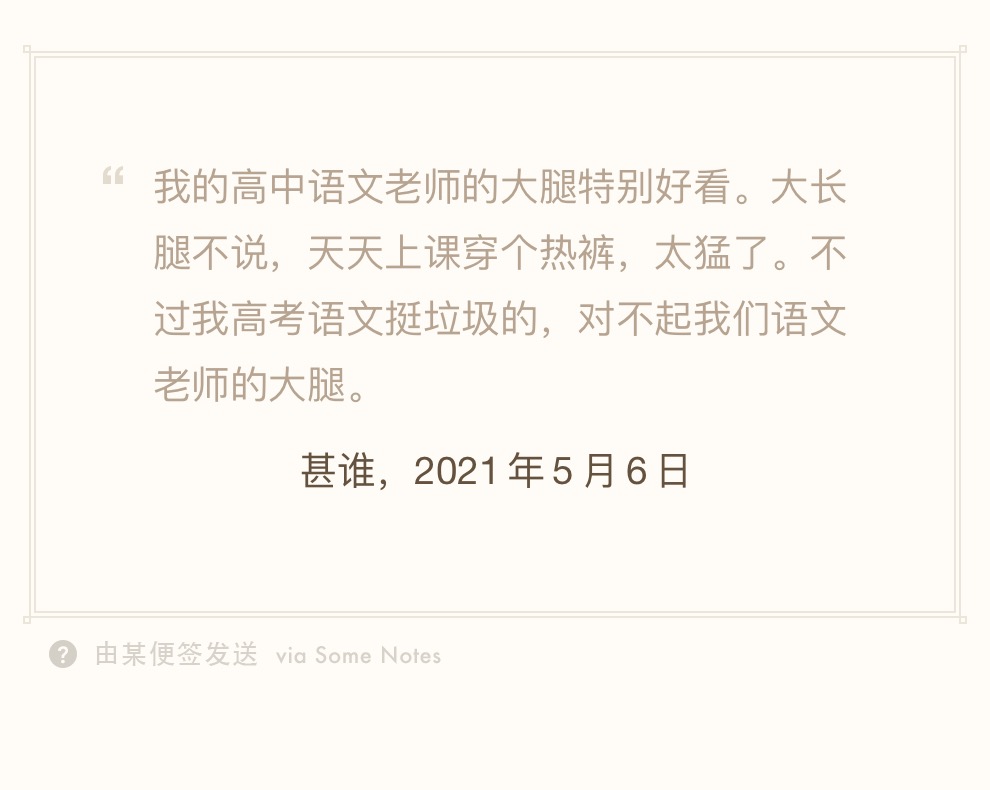 “ 我的高中语文老师的大腿特别好看。大长
腿不说，天天上课穿个热裤，太猛了。不
过我高考语文挺垃圾的，对不起我们语文
老师的大腿。
甚谁，2021 年 5 月 6 日
? 由某便签发送 via Some Notes